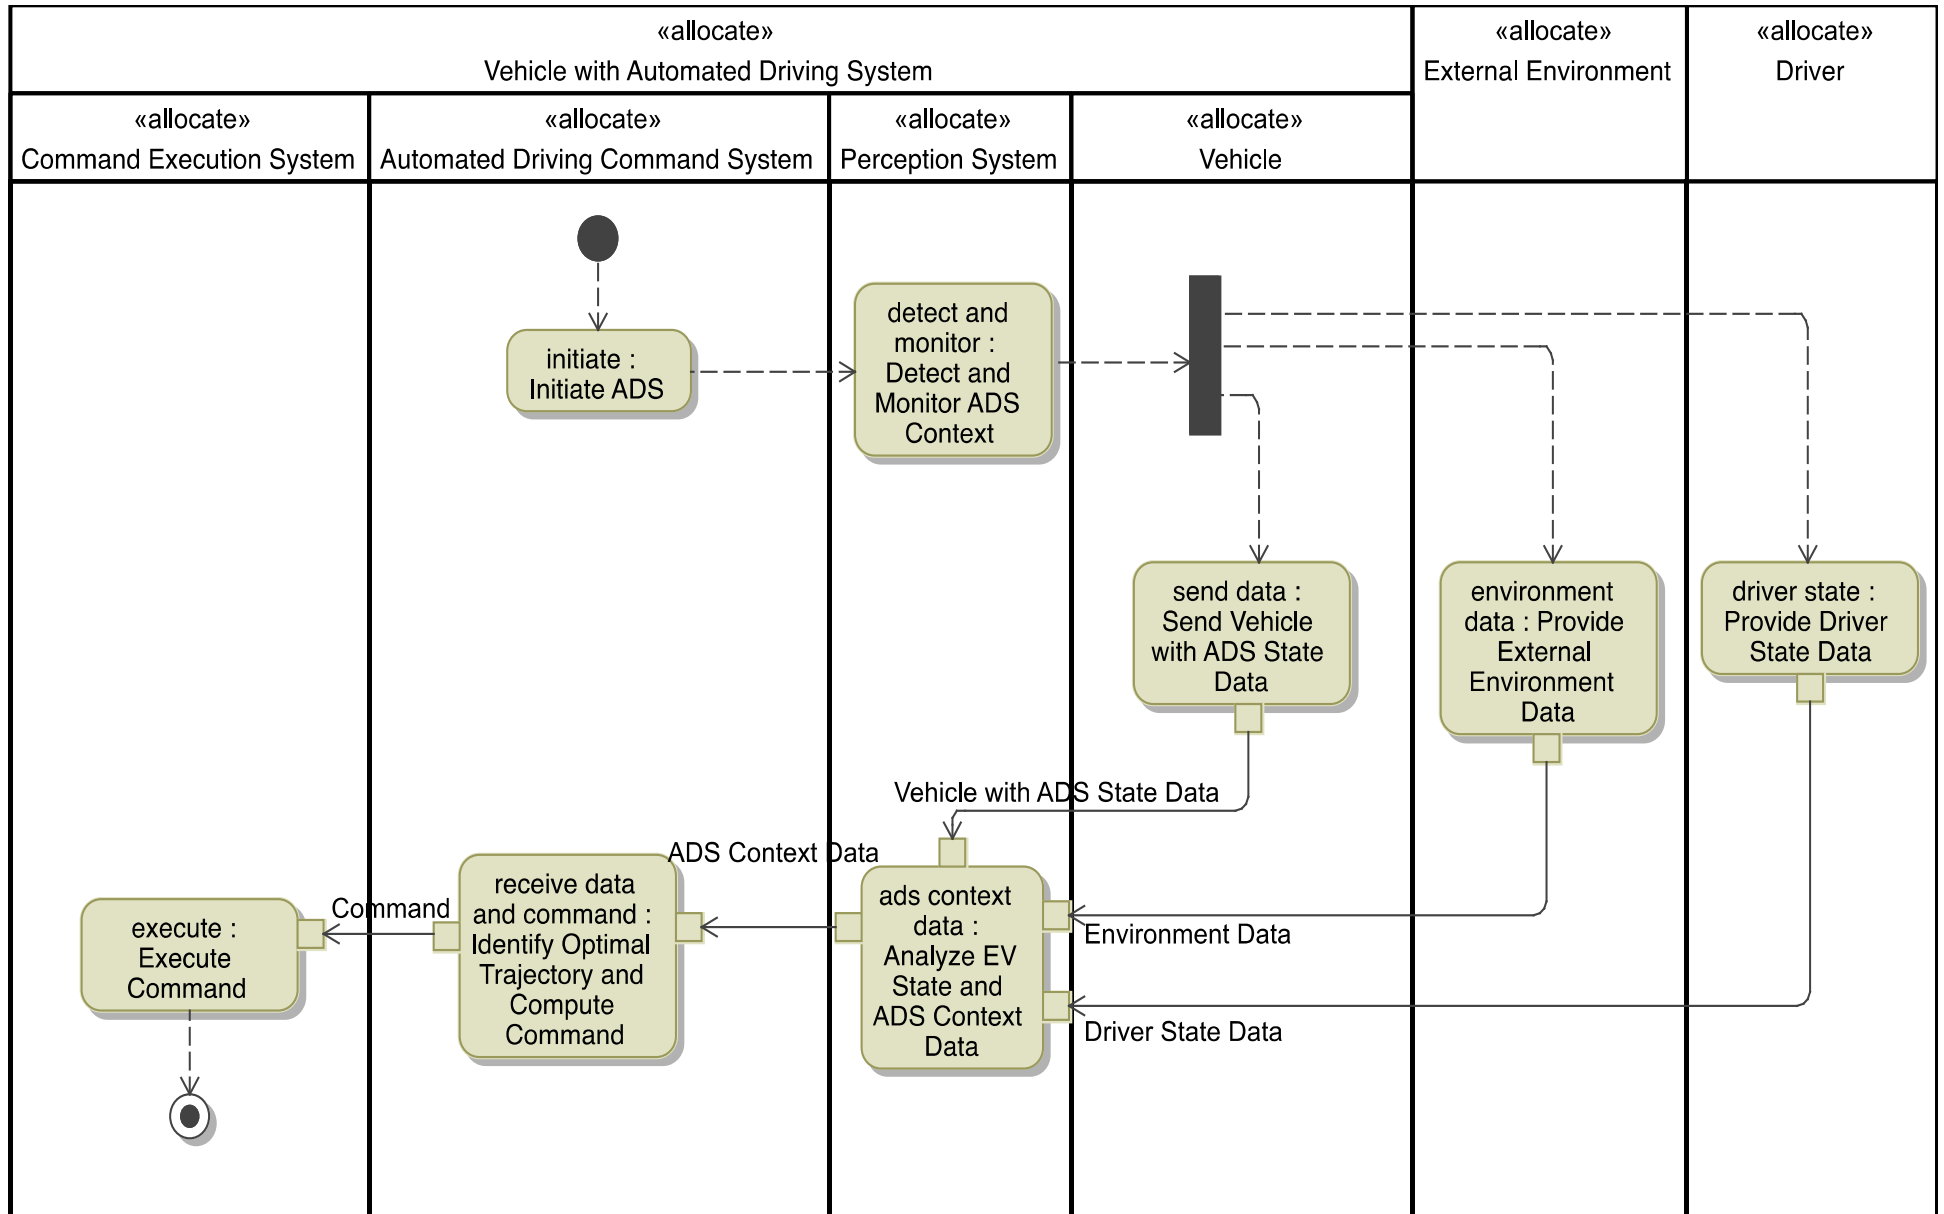 «allocate»
Vehicle with Automated Driving System
«allocate»
External Environment
«allocate»
Driver
«allocate»
Command Execution System
«allocate»
Automated Driving Command System
«allocate»
Perception System
«allocate»
Vehicle
initiate :
Initiate ADS
detect and
monitor :
Detect and
Monitor ADS
Context
send data :
Send Vehicle
with ADS State
Data
environment
data : Provide
External
Environment
Data
driver state :
Provide Driver
State Data
Vehicle with ADS State Data
ADS Context Data
Command
execute :
Execute
Command
receive data
and command :
Identify Optimal
Trajectory and
Compute
Command
ads context
data :
Analyze EV
State and
ADS Context
Data
Environment Data
Driver State Data